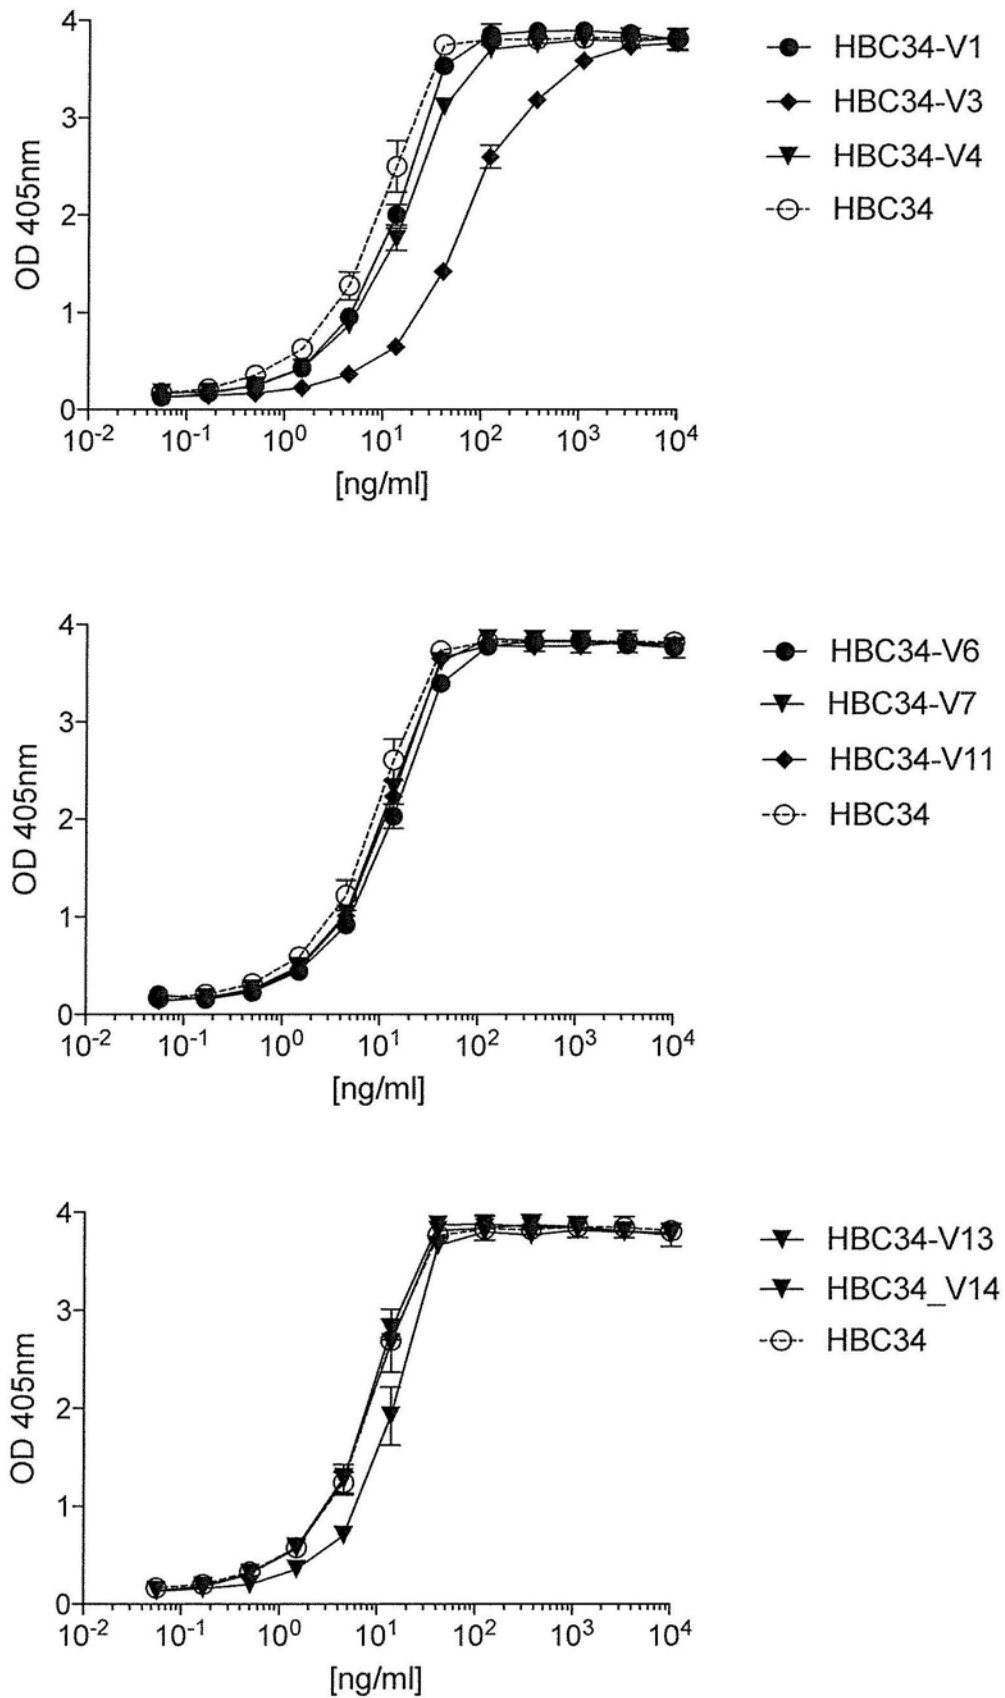 4
3
2
1
0
OD 405nm
10-2 10-1 100 101 102 103 104
[ng/ml]
HBC34-V1
HBC34-V3
HBC34-V4
HBC34
4
3
2
1
0
OD 405nm
10-2 10-1 100 101 102 103 104
[ng/ml]
HBC34-V6
HBC34-V7
HBC34-V11
HBC34
4
3
2
1
0
OD 405nm
10-2 10-1 100 101 102 103 104
[ng/ml]
HBC34-V13
HBC34_V14
HBC34